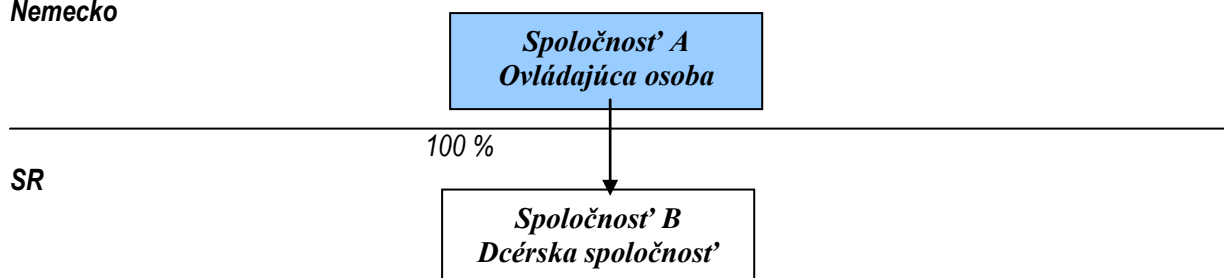 Nemecko
Spoločnosť A
Ovládajúca osoba
100 %
SR
Spoločnosť B
Dcérska spoločnosť